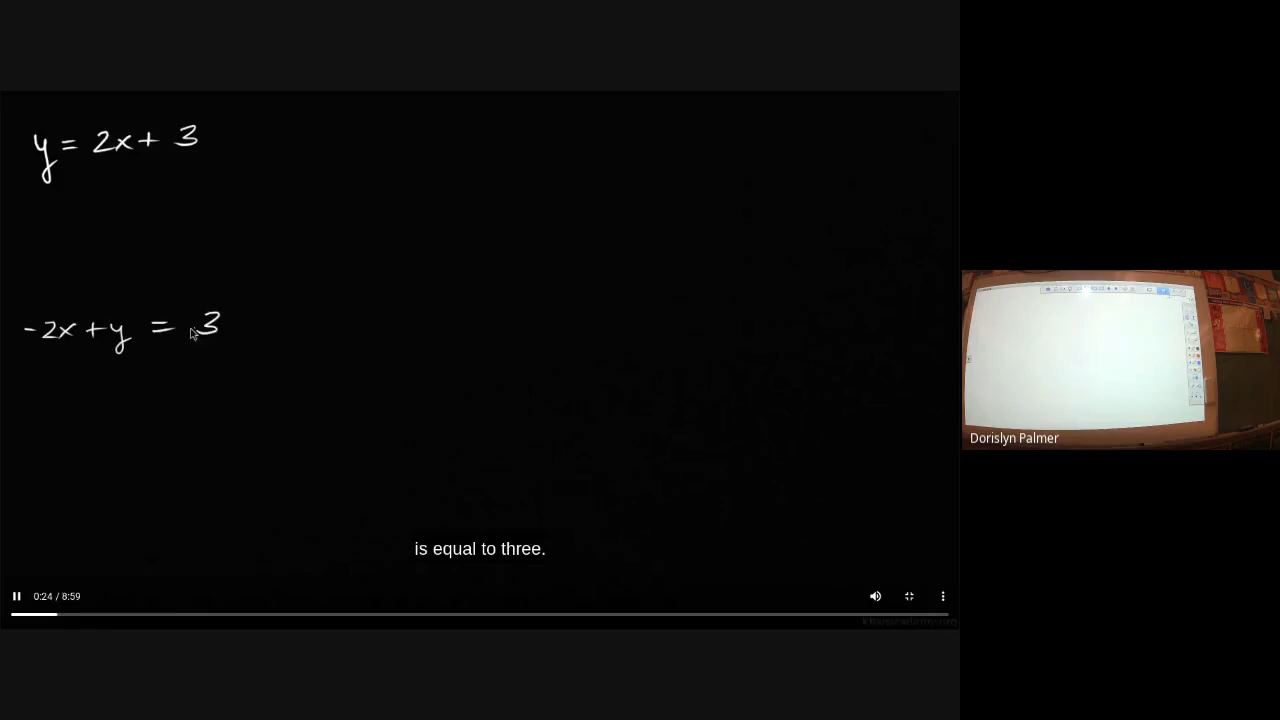 y = 2x + 3
-2x + y = 3
is equal to three.
0:24 / 8:59
Dorislyn Palmer